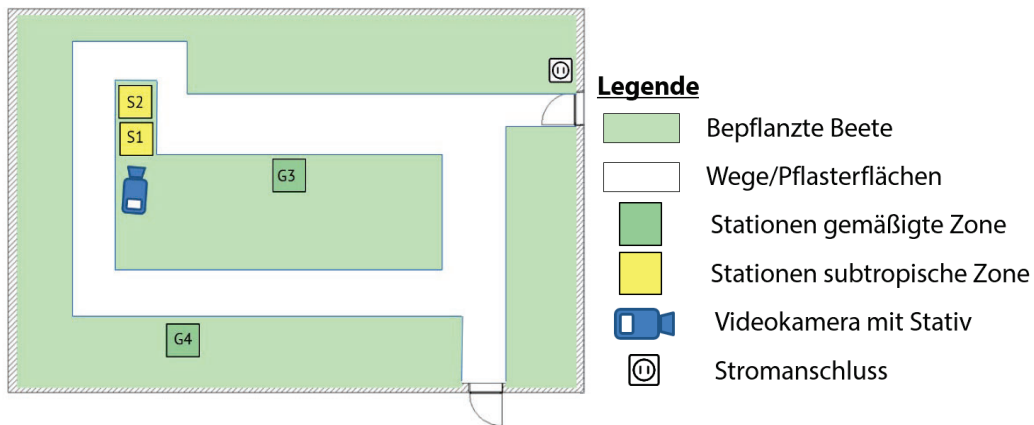 S2
S1
G3
G4
Legende
Bepflanzte Beete
Wege/Pflasterflächen
Stationen gemäßigte Zone
Stationen subtropische Zone
Videokamera mit Stativ
Stromanschluss